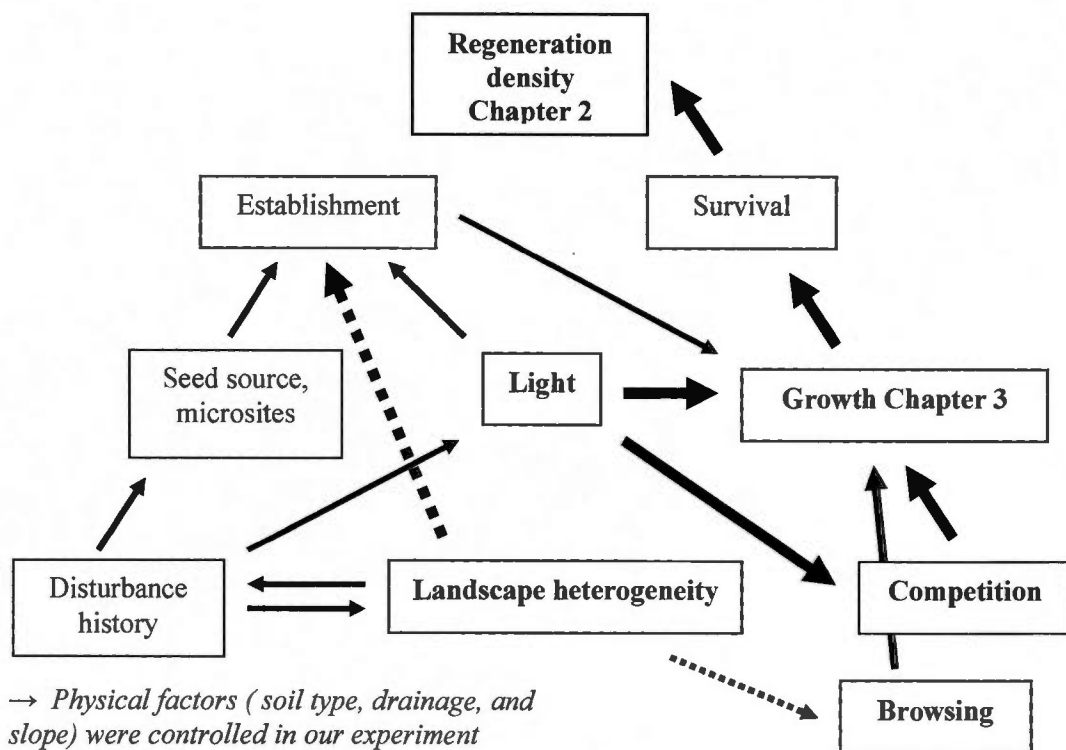 Regeneration
density
Chapter 2
Establishment
Survival
Seed source,
microsites
Light
Growth Chapter 3
Disturbance
history
Landscape heterogeneity
Competition
→ Physical factors ( soil type, drainage, and
slope) were controlled in our experiment
Browsing